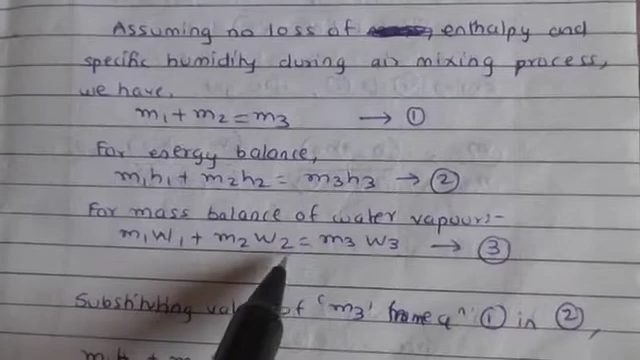 Assuming no loss of enthalpy and
specific humidity during air mixing process,
we have.
m₁ + m₂ = m₃ → ①
For energy balance,
m₁h₁ + m₂h₂ = m₃h₃ → ②
For mass balance of water vapours:-
m₁W₁ + m₂W₂ = m₃ W₃ → ③
Substituting of 'm₃' from eqⁿ ① in ②,